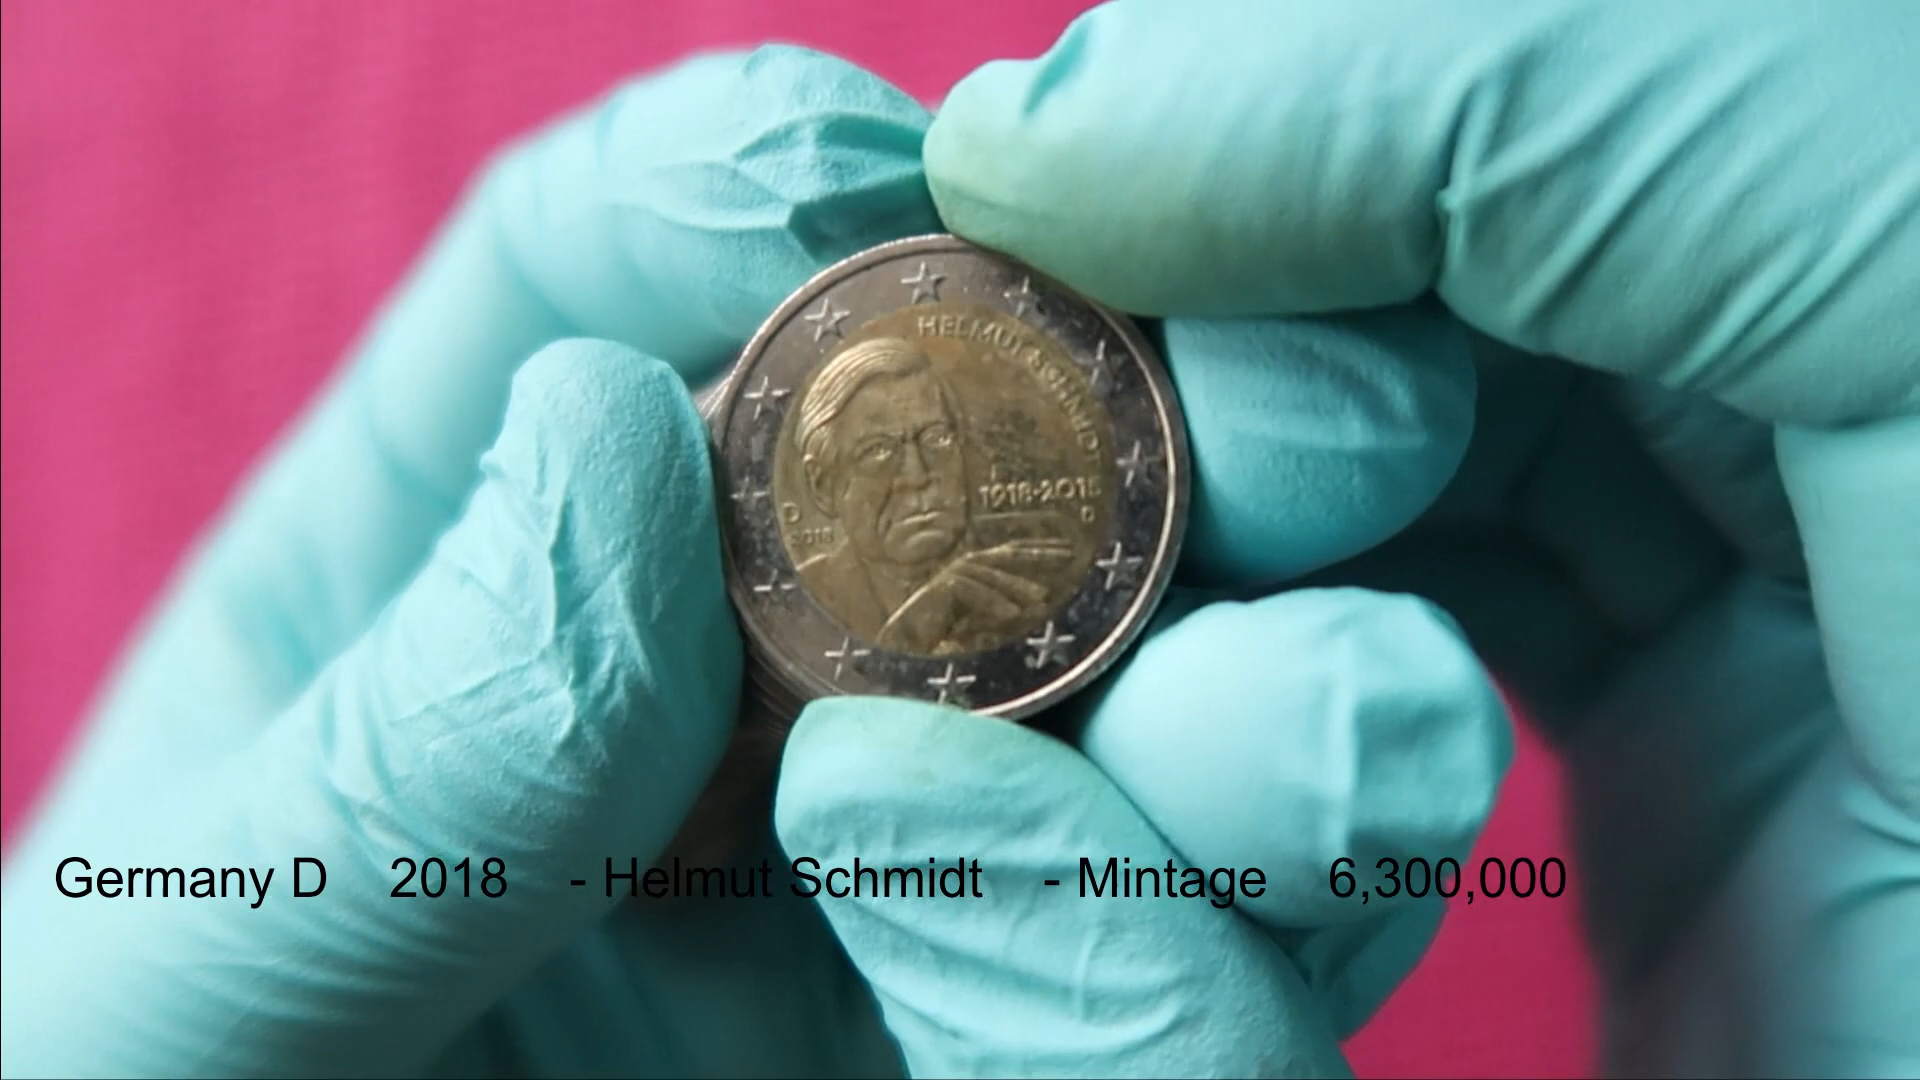 HELMUT SCHMIDT
1918-2015
D
D
2018
Germany D 2018 - Helmut Schmidt - Mintage 6,300,000